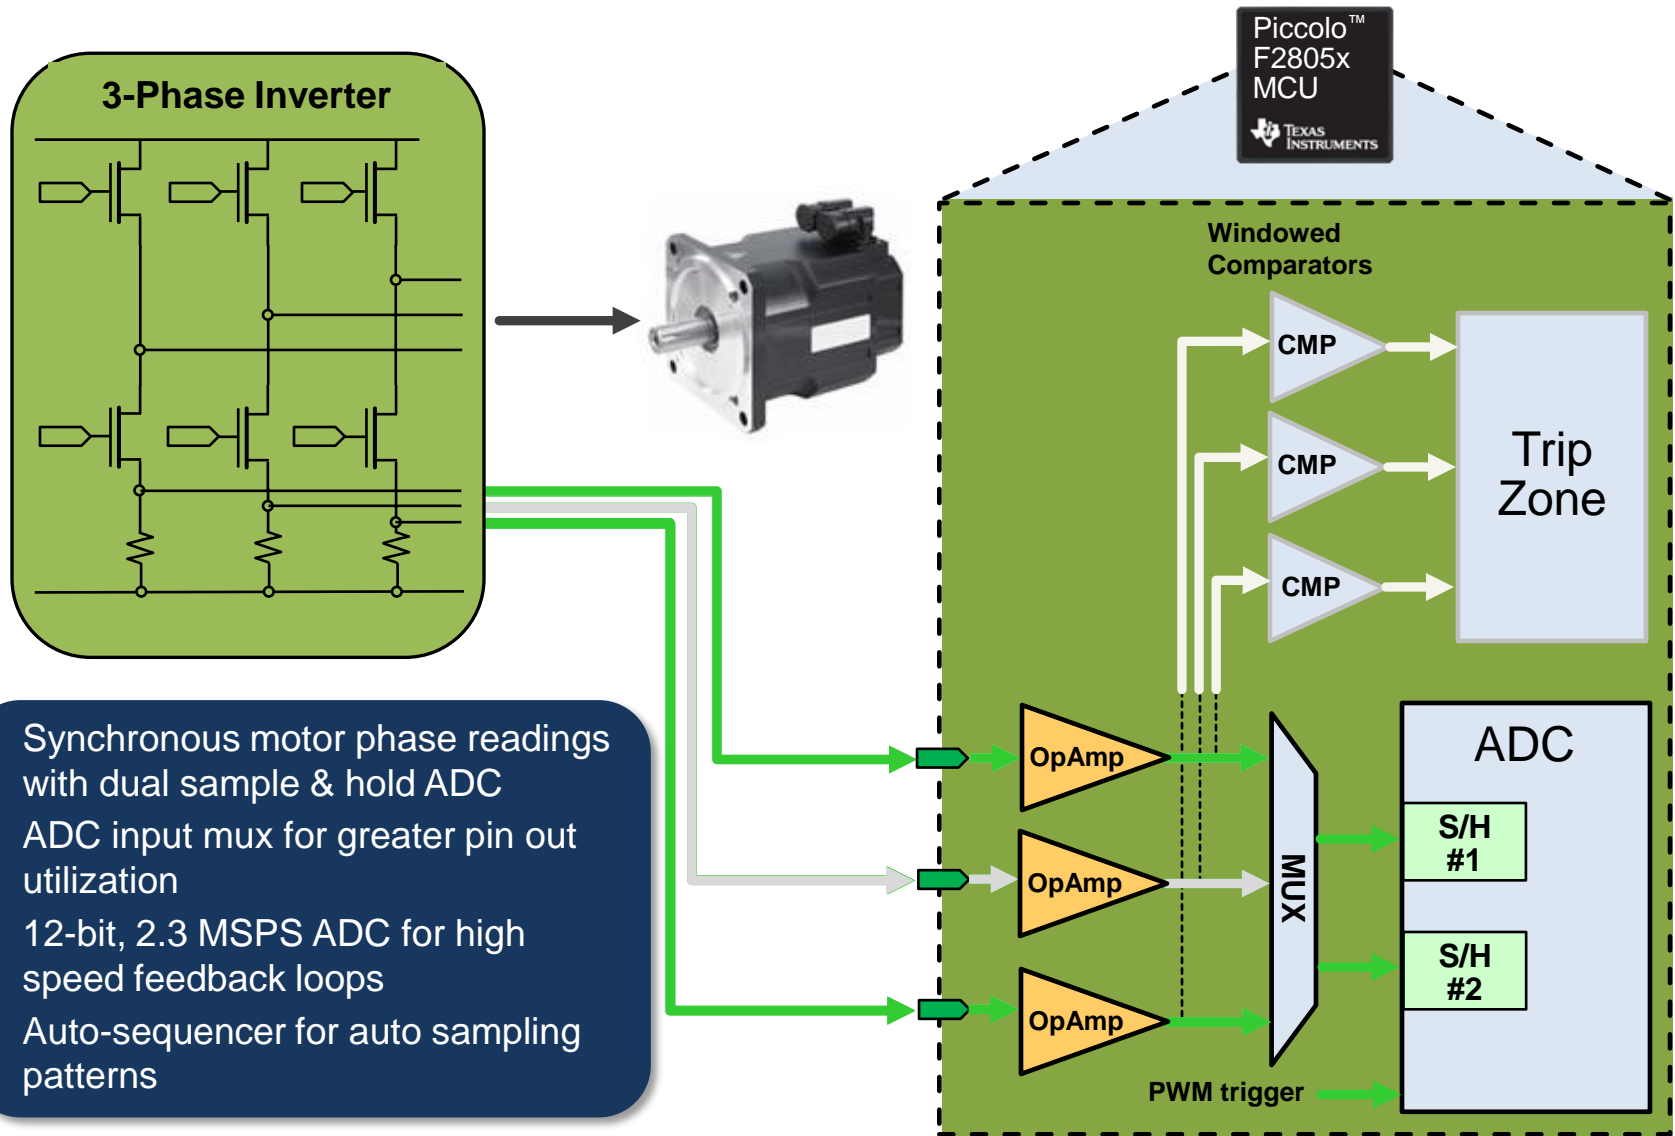 Piccolo™
F2805x
MCU
TEXAS
INSTRUMENTS
3-Phase Inverter
Windowed
Comparators
CMP
CMP
CMP
Trip
Zone
Synchronous motor phase readings
with dual sample & hold ADC
ADC input mux for greater pin out
utilization
12-bit, 2.3 MSPS ADC for high
speed feedback loops
Auto-sequencer for auto sampling
patterns
OpAmp
OpAmp
OpAmp
MUX
ADC
S/H
#1
S/H
#2
PWM trigger